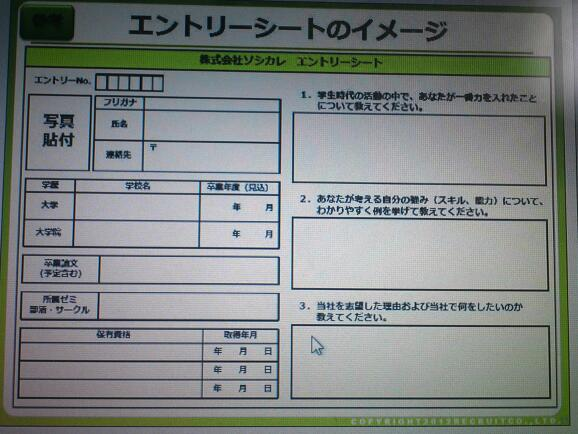 参考
エントリーシートのイメージ
株式会社ソシカレ エントリーシート
エントリーNo.
写真
貼付
フリガナ
氏名
連絡先
〒
学歴
学校名
卒業年度(見込)
大学
年 月
大学院
年 月
卒業論文
(予定含む)
所属ゼミ
部活・サークル
保有資格
取得年月
年 月 日
年 月 日
年 月 日
1.学生時代の活動の中で、あなたが一番力を入れたこと
について教えてください。
2.あなたが考える自分の強み(スキル、能力)について、
わかりやすく例を挙げて教えてください。
3.当社を志望した理由および当社で何をしたいのか
教えてください。
COPYRIGHT2012RECRUITCO.,LTD.